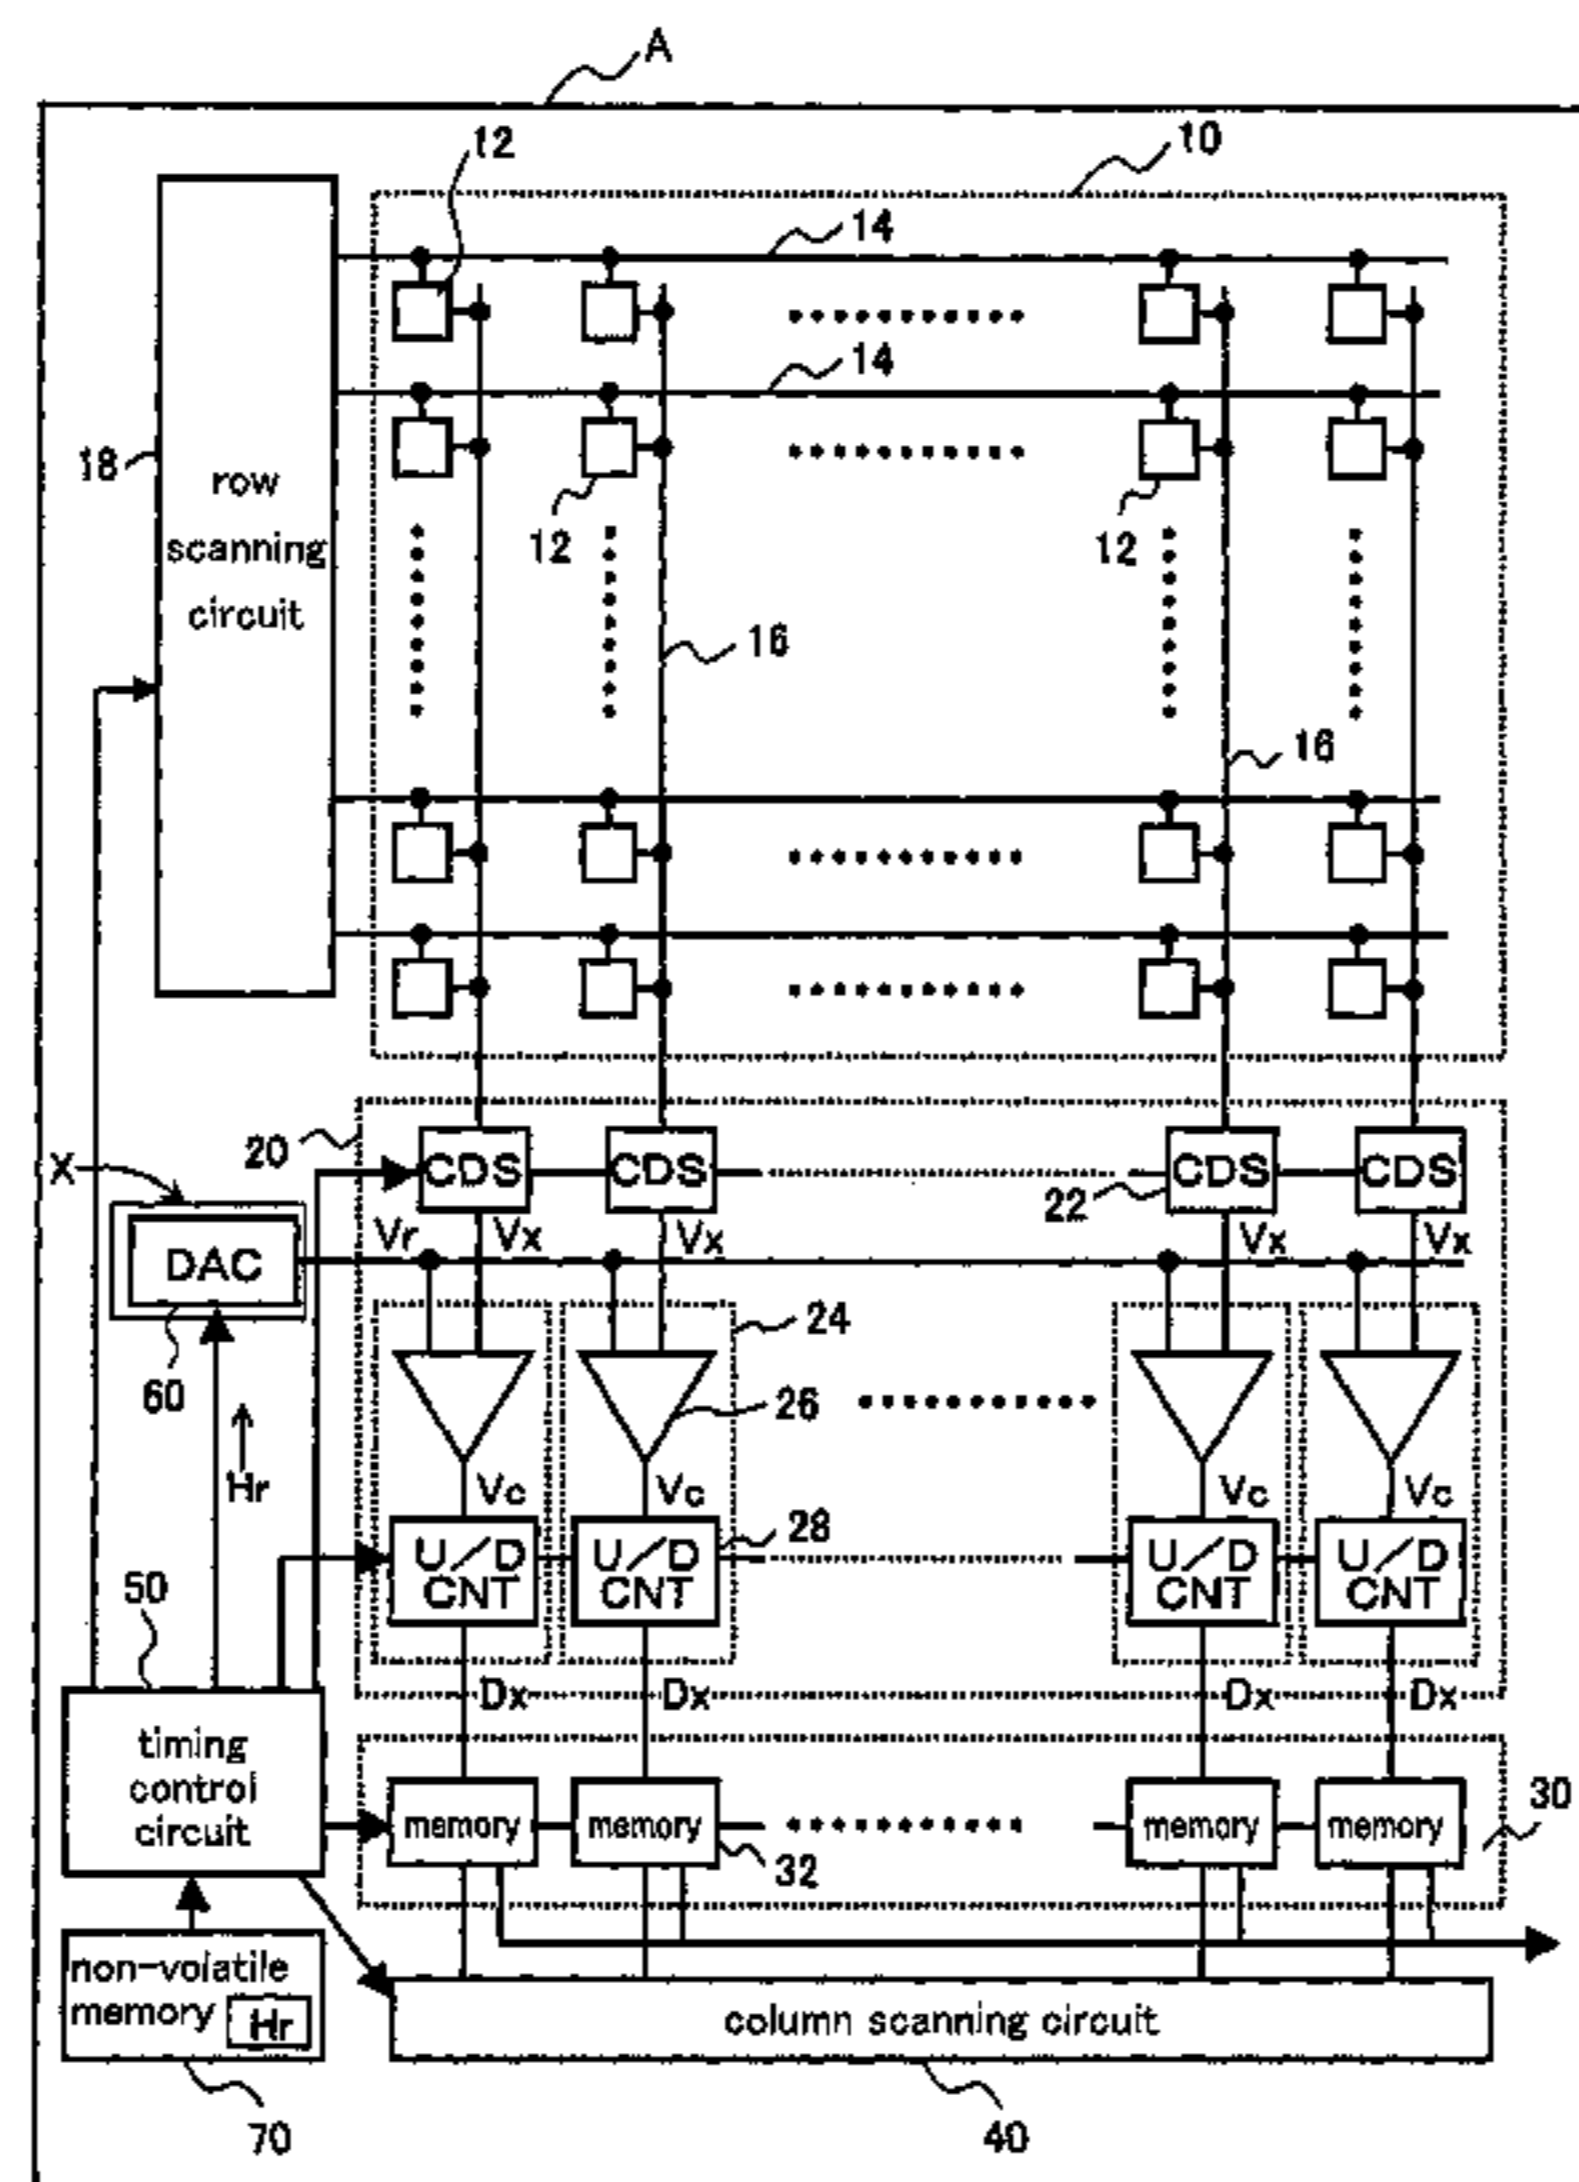 A
12
10
14
14
18
row
scanning
circuit
12
12
16
16
20
X
CDS
CDS
22
CDS
CDS
Vr
Vx
Vx
Vx
Vx
DAC
24
60
26
Hr
Vc
Vc
Vc
Vc
28
U/D
CNT
U/D
CNT
U/D
CNT
U/D
CNT
50
Dx
Dx
Dx
Dx
timing
control
circuit
memory
memory
memory
memory
30
32
non-volatile
memory
Hr
column scanning circuit
70
40